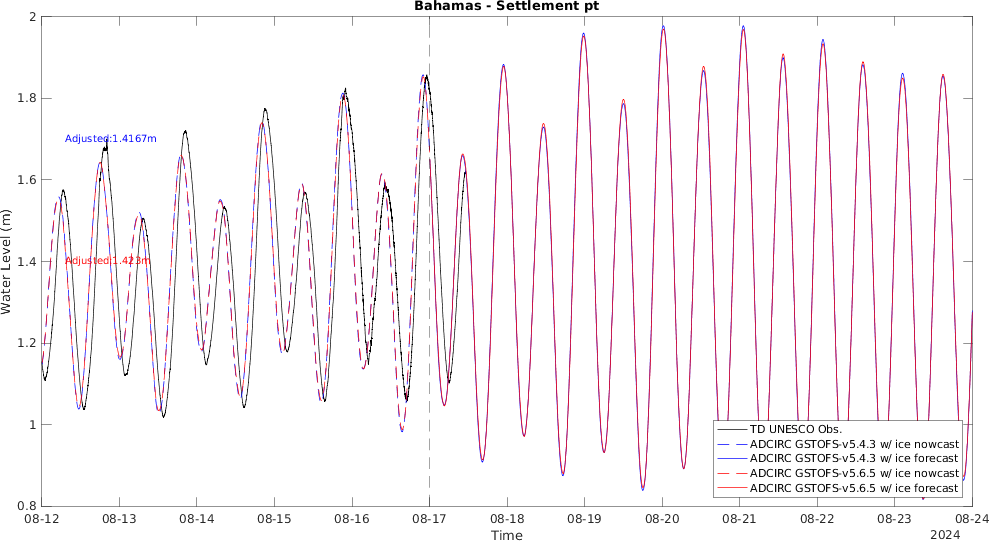 Bahamas - Settlement pt
2
1.8
1.6
1.4
1.2
1
0.8
Water Level (m)
Adjusted:1.4167m
Adjusted:1.423m
TD UNESCO Obs.
ADCIRC GSTOFS-v5.4.3 w/ ice nowcast
ADCIRC GSTOFS-v5.4.3 w/ ice forecast
ADCIRC GSTOFS-v5.6.5 w/ ice nowcast
ADCIRC GSTOFS-v5.6.5 w/ ice forecast
08-12 08-13 08-14 08-15 08-16 08-17 08-18 08-19 08-20 08-21 08-22 08-23 08-24
Time
2024